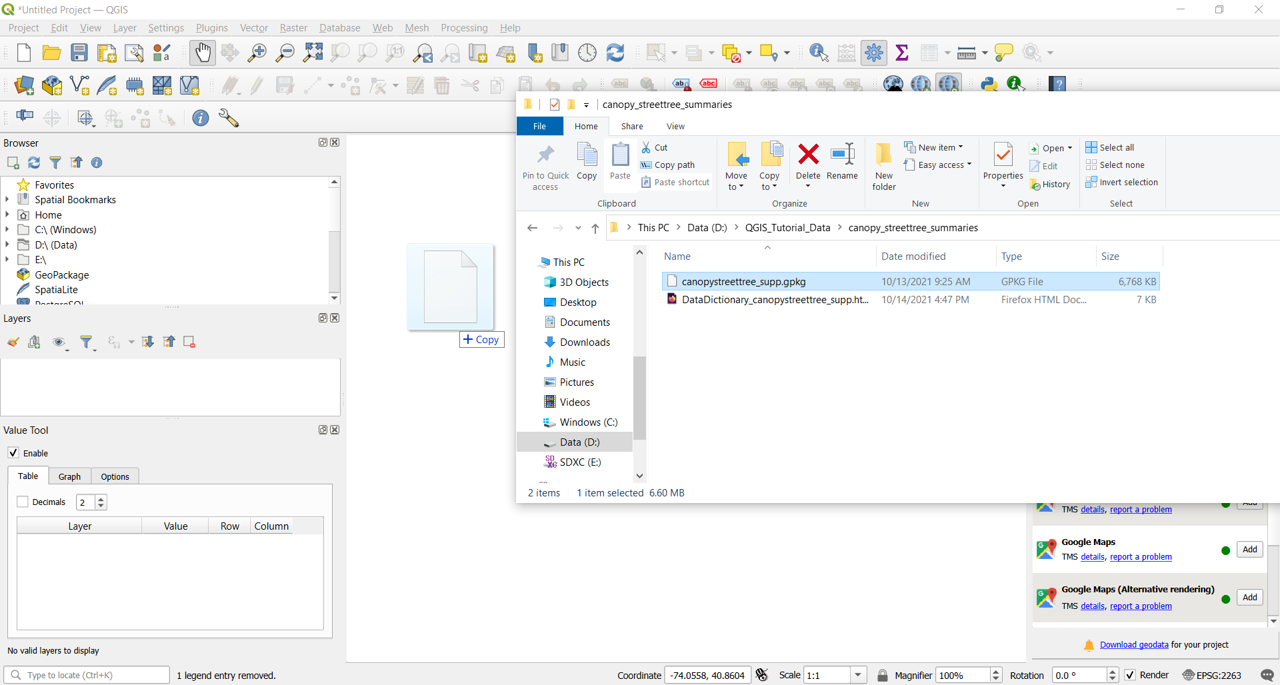 *Untitled Project — QGIS
Project Edit View Layer Settings Plugins Vector Raster Database Web Mesh Processing Help
Browser
Favorites
Spatial Bookmarks
Home
C:\ (Windows)
D:\ (Data)
E:\
GeoPackage
SpatiaLite
PostgreSQL
Layers
Value Tool
Enable
Table Graph Options
Decimals 2
Layer Value Row Column
No valid layers to display
Type to locate (Ctrl+K) 1 legend entry removed.
Coordinate -74.0558, 40.8604 Scale 1:1 Magnifier 100% Rotation 0.0 ° Render EPSG:2263
+ Copy
canopy_streettree_summaries
File Home Share View
Pin to Quick access
Copy
Paste
Cut
Copy path
Paste shortcut
Clipboard
Move to
Copy to
Delete
Rename
Organize
New folder
New item
Easy access
New
Properties
Open
Edit
History
Open
Select all
Select none
Invert selection
Select
This PC > Data (D:) > QGIS_Tutorial_Data > canopy_streettree_summaries
This PC
3D Objects
Desktop
Documents
Downloads
Music
Pictures
Videos
Windows (C:)
Data (D:)
SDXC (E:)
Name Date modified Type Size
canopystreettree_supp.gpkg 10/13/2021 9:25 AM GPKG File 6,768 KB
DataDictionary_canopystreettree_supp.ht... 10/14/2021 4:47 PM Firefox HTML Doc... 7 KB
2 items 1 item selected 6.60 MB
TMS details, report a problem Add
Google Maps
TMS details, report a problem Add
Google Maps (Alternative rendering)
TMS details, report a problem Add
Download geodata for your project